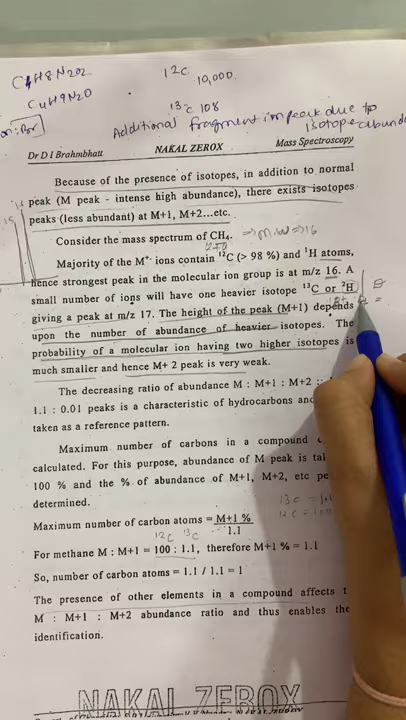 C4H8N2O2 12C
C4H9N2O 10,000
13C 108
Additional fragment ion peak due to
isotope
Dr D I Brahmbhatt NAKAL ZEROX Mass Spectroscopy
Because of the presence of isotopes, in addition to normal
peak (M peak - intense high abundance), there exists isotopes
peaks (less abundant) at M+1, M+2...etc.
Consider the mass spectrum of CH₄. ⇒ m.w ⇒ 16
Majority of the M⁺· ions contain ¹²C (> 98 %) and ¹H atoms,
hence strongest peak in the molecular ion group is at m/z 16. A
small number of ions will have one heavier isotope ¹³C or ²H
giving a peak at m/z 17. The height of the peak (M+1) depends
upon the number of abundance of heavier isotopes. The
probability of a molecular ion having two higher isotopes is
much smaller and hence M+ 2 peak is very weak.
The decreasing ratio of abundance M : M+1 : M+2 ::
1.1 : 0.01 peaks is a characteristic of hydrocarbons and
taken as a reference pattern.
Maximum number of carbons in a compound
calculated. For this purpose, abundance of M peak is
100 % and the % of abundance of M+1, M+2, etc
determined.
13C = 1.1
12C =
Maximum number of carbon atoms = M+1 %
1.1
12C 13C
For methane M : M+1 = 100 : 1.1, therefore M+1 % = 1.1
So, number of carbon atoms = 1.1 / 1.1 = 1
The presence of other elements in a compound affects
M : M+1 : M+2 abundance ratio and thus enables the
identification.
NAKAL ZEROX